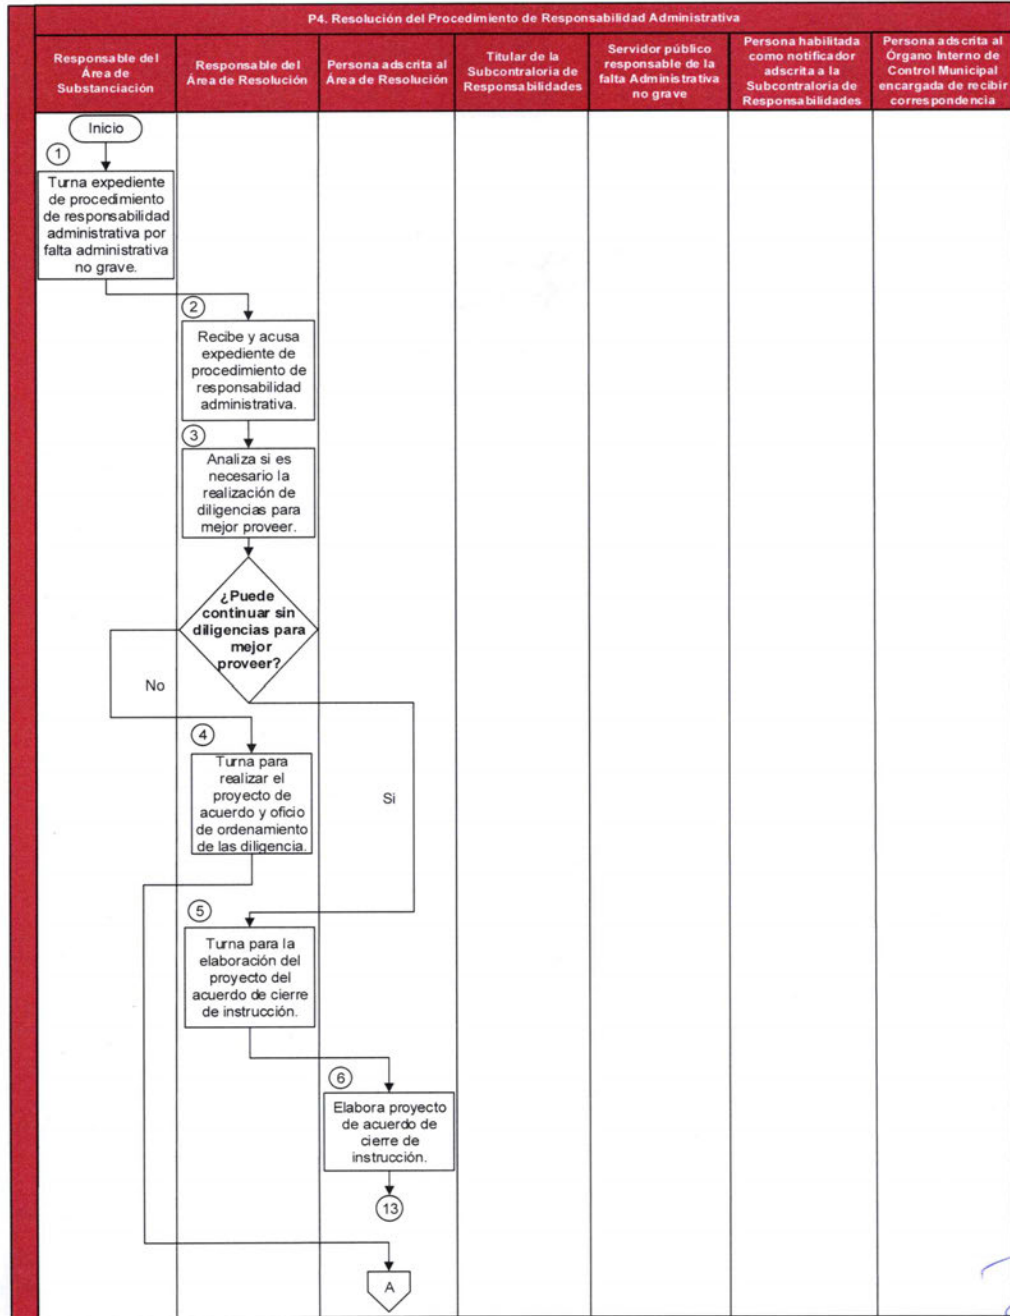 P4. Resolución del Procedimiento de Responsabilidad Administrativa
Responsable del
Área de
Substanciación
Responsable del
Área de Resolución
Persona adscrita al
Área de Resolución
Titular de la
Subcontraloria de
Responsabilidades
Servidor público
responsable de la
falta Administrativa
no grave
Persona habilitada
como notificador
adscrita a la
Subcontraloria de
Responsabilidades
Persona adscrita al
Órgano Interno de
Control Municipal
encargada de recibir
correspondencia
Inicio
1
Turna expediente
de procedimiento
de responsabilidad
administrativa por
falta administrativa
no grave.
2
Recibe y acusa
expediente de
procedimiento de
responsabilidad
administrativa.
3
Analiza si es
necesario la
realización de
diligencias para
mejor proveer.
¿Puede
continuar sin
diligencias para
mejor
proveer?
No
4
Turna para
realizar el
proyecto de
acuerdo y oficio
de ordenamiento
de las diligencia.
Si
5
Turna para la
elaboración del
proyecto del
acuerdo de cierre
de instrucción.
6
Elabora proyecto
de acuerdo de
cierre de
instrucción.
13
A